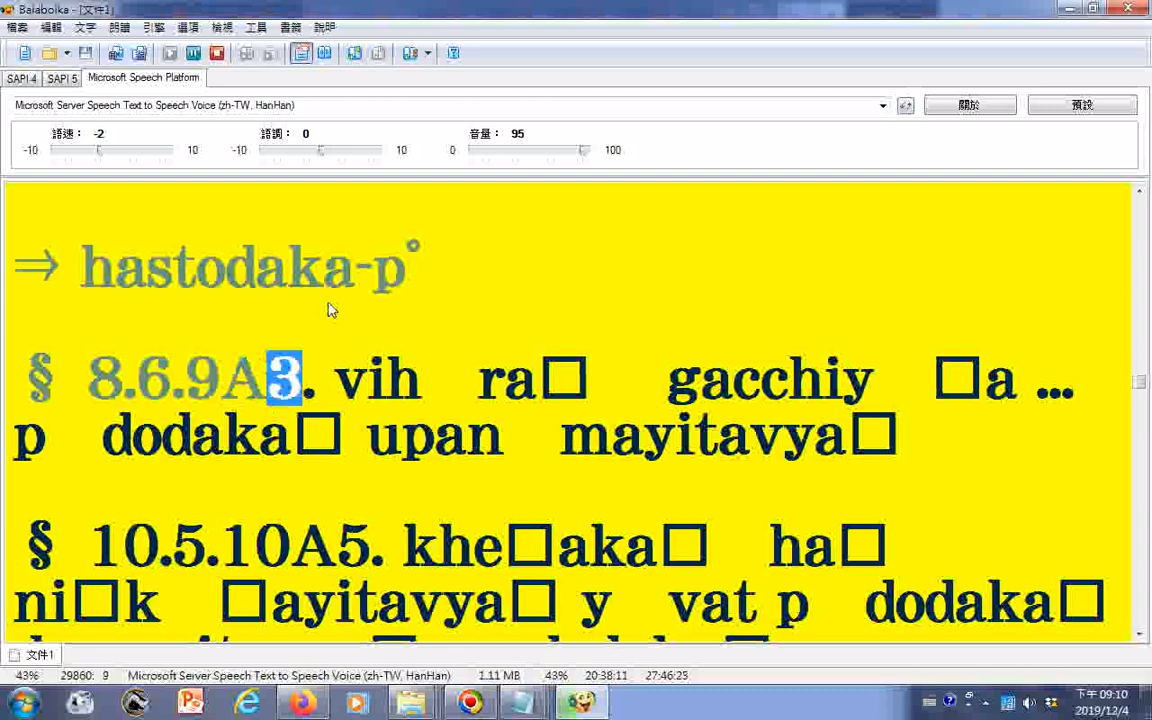 Balabolka - [文件1]
檔案 編輯 文字 朗讀 引擎 選項 檢視 工具 書籤 說明
SAPI 4 SAPI 5 Microsoft Speech Platform
Microsoft Server Speech Text to Speech Voice (zh-TW, HanHan) 關於 預設
語速： -2 語調： 0 音量： 95
-10 10 -10 10 0 100
⇒ hastodaka-p°
§ 8.6.9A3. vih ra□ gacchiy □a ...
p dodaka□ upan mayitavya□
§ 10.5.10A5. khe□aka□ ha□
ni□k □ayitavya□ y vat p dodaka□
文件1
43% 29860: 9 Microsoft Server Speech Text to Speech Voice (zh-TW, HanHan) 1.11 MB 43% 20:38:11 27:46:25
下午 09:10
2019/12/4